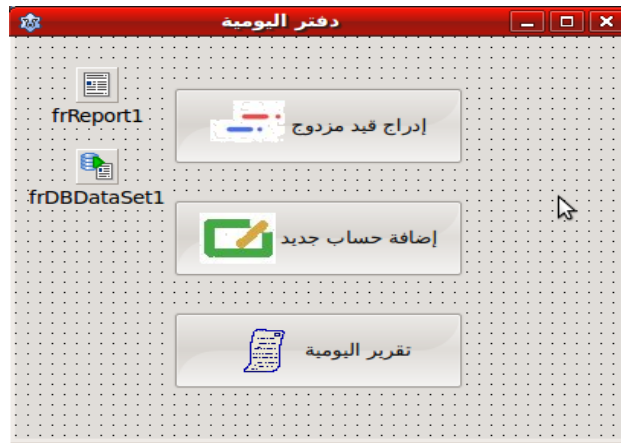 دفتر اليومية
frReport1
إدراج قيد مزدوج
frDBDataSet1
إضافة حساب جديد
تقرير اليومية